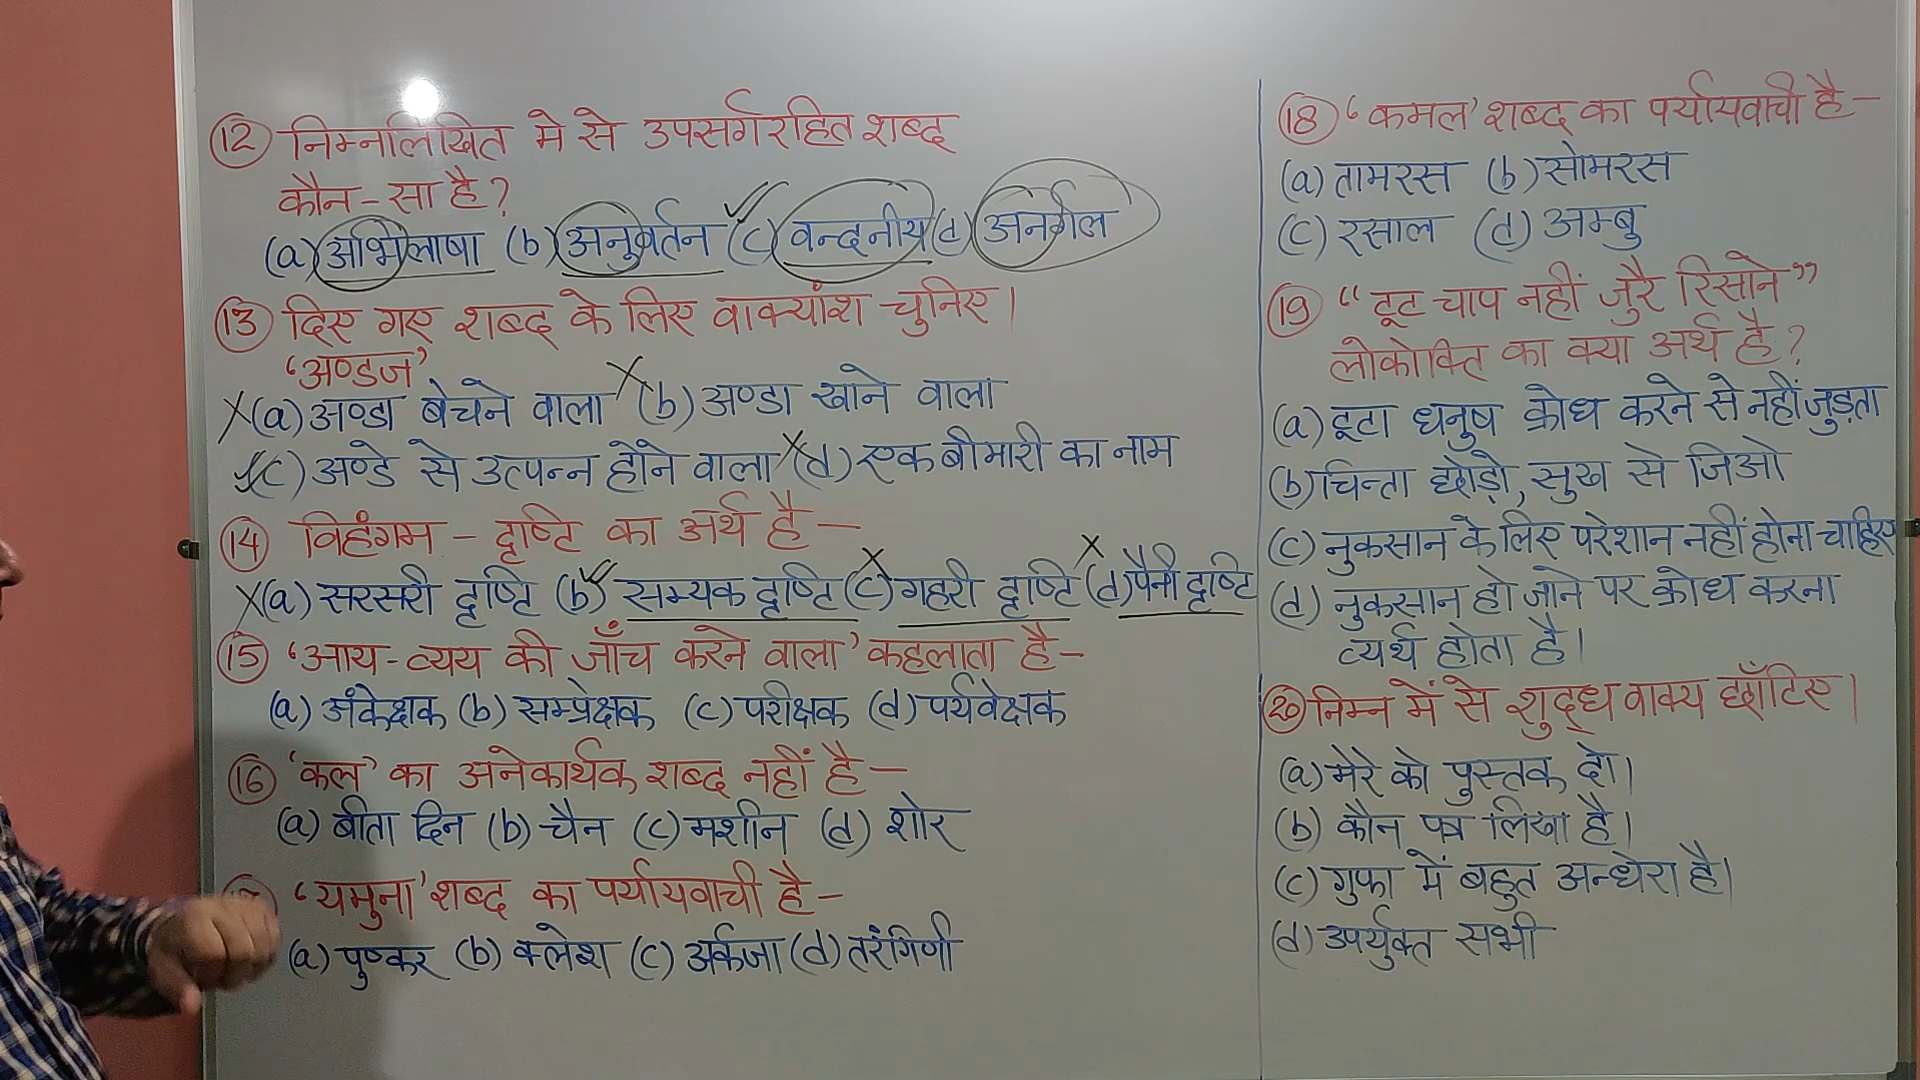 12 निम्नलिखित मे से उपसर्गरहित शब्द
कौन-सा है?
(a) अभिलाषा (b) अनुवर्तन (c) वन्दनीय (d) अनर्गल
13 दिए गए शब्द के लिए वाक्यांश चुनिए।
'अण्डज'
(a) अण्डा बेचने वाला (b) अण्डा खाने वाला
(c) अण्डे से उत्पन्न होने वाला (d) एक बीमारी का नाम
14 विहंगम - दृष्टि का अर्थ है -
(a) सरसरी दृष्टि (b) सम्यक दृष्टि (c) गहरी दृष्टि (d) पैनी दृष्टि
15 'आय-व्यय की जाँच करने वाला' कहलाता है -
(a) अंकेक्षक (b) सम्प्रेक्षक (c) परीक्षक (d) पर्यवेक्षक
16 'कल' का अनेकार्थक शब्द नहीं है -
(a) बीता दिन (b) चैन (c) मशीन (d) शोर
'यमुना' शब्द का पर्यायवाची है -
(a) पुष्कर (b) क्लेश (c) अर्कजा (d) तरंगिणी
18 'कमल' शब्द का पर्यायवाची है -
(a) तामरस (b) सोमरस
(c) रसाल (d) अम्बु
19 "टूट चाप नहीं जुरै रिसाने"
लोकोक्ति का क्या अर्थ है?
(a) टूटा धनुष क्रोध करने से नहीं जुड़ता
(b) चिन्ता छोड़ो, सुख से जिओ
(c) नुकसान के लिए परेशान नहीं होना चाहिए
(d) नुकसान हो जाने पर क्रोध करना
व्यर्थ होता है।
20 निम्न में से शुद्ध वाक्य छाँटिए।
(a) मेरे को पुस्तक दो।
(b) कौन पत्र लिखा है।
(c) गुफा में बहुत अन्धेरा है।
(d) उपर्युक्त सभी